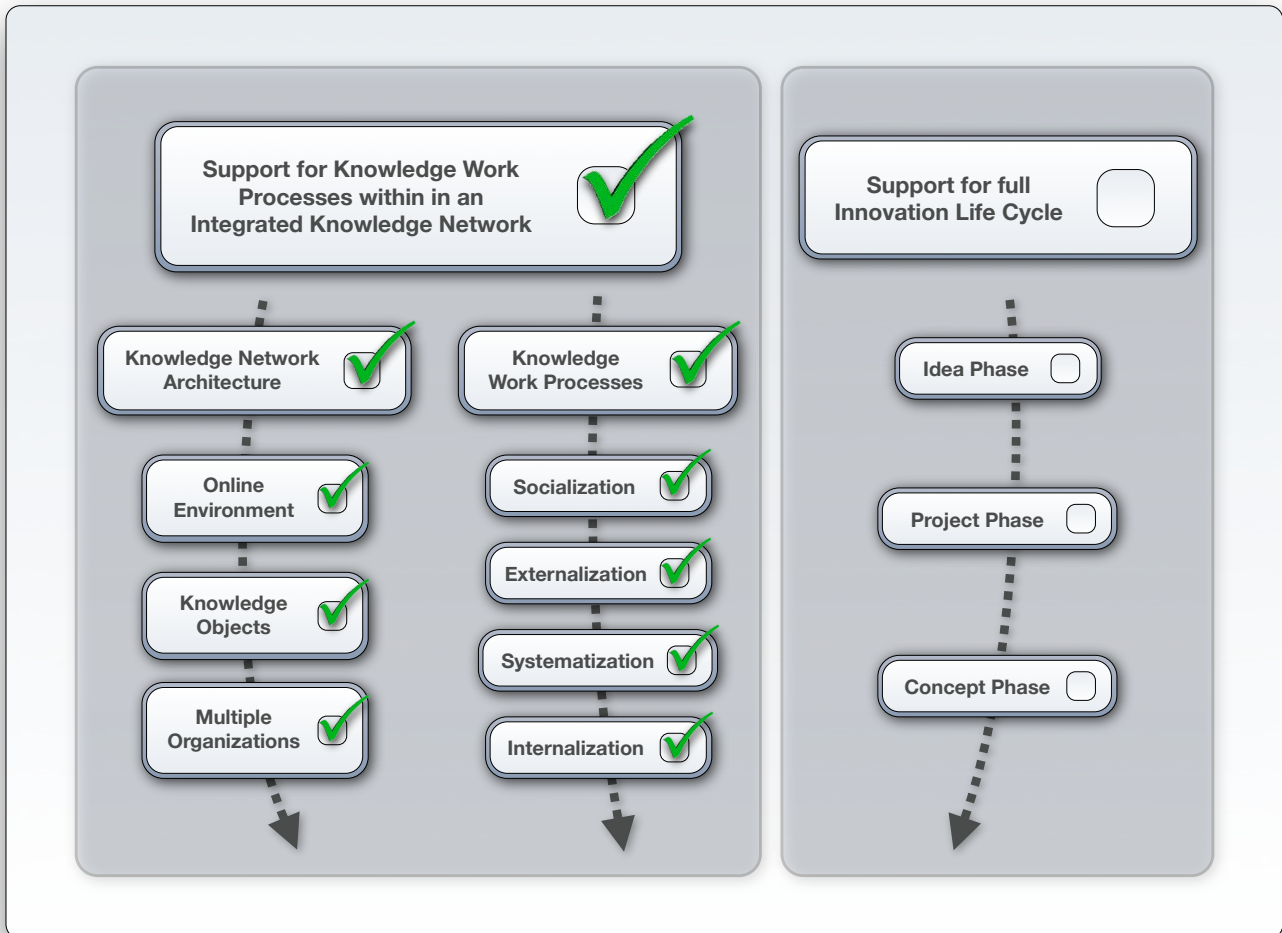 Support for Knowledge Work
Processes within in an
Integrated Knowledge Network
Knowledge Network
Architecture
Online
Environment
Knowledge
Objects
Multiple
Organizations
Knowledge
Work Processes
Socialization
Externalization
Systematization
Internalization
Support for full
Innovation Life Cycle
Idea Phase
Project Phase
Concept Phase